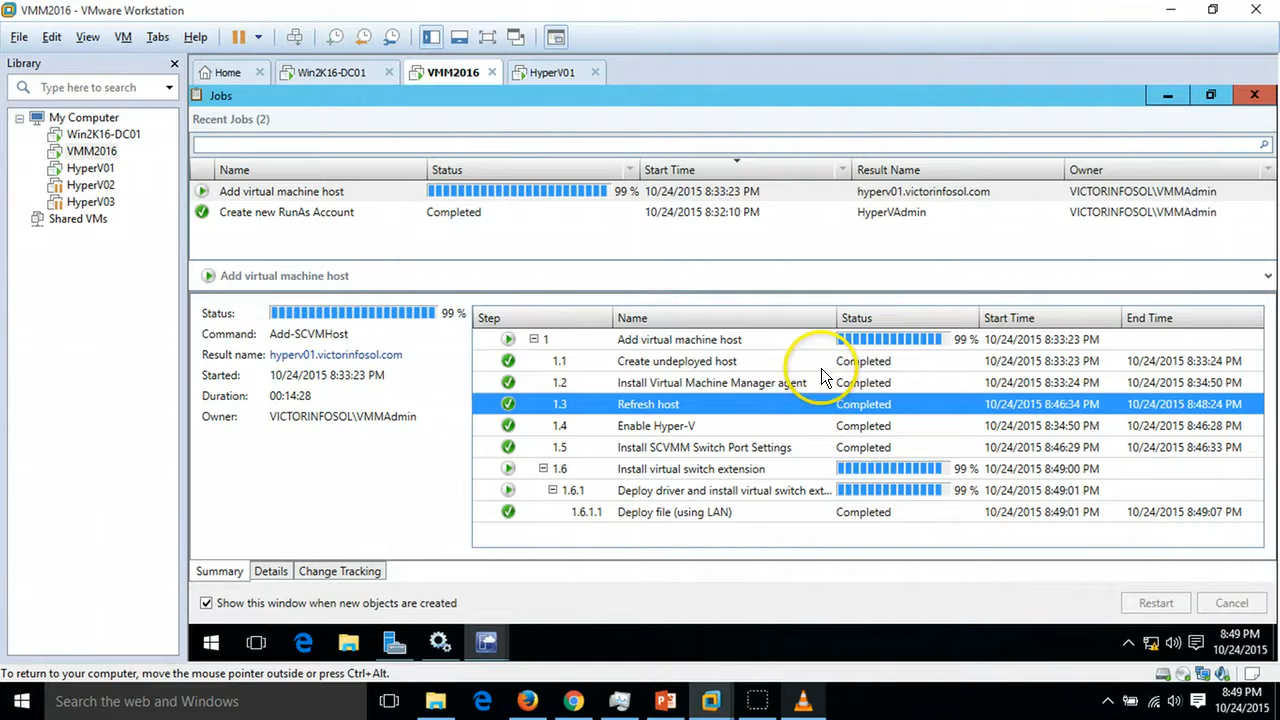 VMM2016 - VMware Workstation
File Edit View VM Tabs Help
Library
Type here to search
My Computer
Win2K16-DC01
VMM2016
HyperV01
HyperV02
HyperV03
Shared VMs
Home Win2K16-DC01 VMM2016 HyperV01
Jobs
Recent Jobs (2)
Name Status Start Time Result Name Owner
Add virtual machine host 99 % 10/24/2015 8:33:23 PM hyperv01.victorinfosol.com VICTORINFOSOL\VMMAdmin
Create new RunAs Account Completed 10/24/2015 8:32:10 PM HyperVAdmin VICTORINFOSOL\VMMAdmin
Add virtual machine host
Status: 99 %
Command: Add-SCVMHost
Result name: hyperv01.victorinfosol.com
Started: 10/24/2015 8:33:23 PM
Duration: 00:14:28
Owner: VICTORINFOSOL\VMMAdmin
Step Name Status Start Time End Time
1 Add virtual machine host 99 % 10/24/2015 8:33:23 PM
1.1 Create undeployed host Completed 10/24/2015 8:33:23 PM 10/24/2015 8:33:24 PM
1.2 Install Virtual Machine Manager agent Completed 10/24/2015 8:33:24 PM 10/24/2015 8:34:50 PM
1.3 Refresh host Completed 10/24/2015 8:46:34 PM 10/24/2015 8:48:24 PM
1.4 Enable Hyper-V Completed 10/24/2015 8:34:50 PM 10/24/2015 8:46:28 PM
1.5 Install SCVMM Switch Port Settings Completed 10/24/2015 8:46:29 PM 10/24/2015 8:46:33 PM
1.6 Install virtual switch extension 99 % 10/24/2015 8:49:00 PM
1.6.1 Deploy driver and install virtual switch ext... 99 % 10/24/2015 8:49:01 PM
1.6.1.1 Deploy file (using LAN) Completed 10/24/2015 8:49:01 PM 10/24/2015 8:49:07 PM
Summary Details Change Tracking
Show this window when new objects are created Restart Cancel
8:49 PM
10/24/2015
To return to your computer, move the mouse pointer outside or press Ctrl+Alt.
Search the web and Windows
8:49 PM
10/24/2015